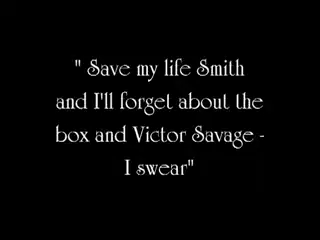 " Save my life Smith
and I'll forget about the
box and Victor Savage -
I swear"